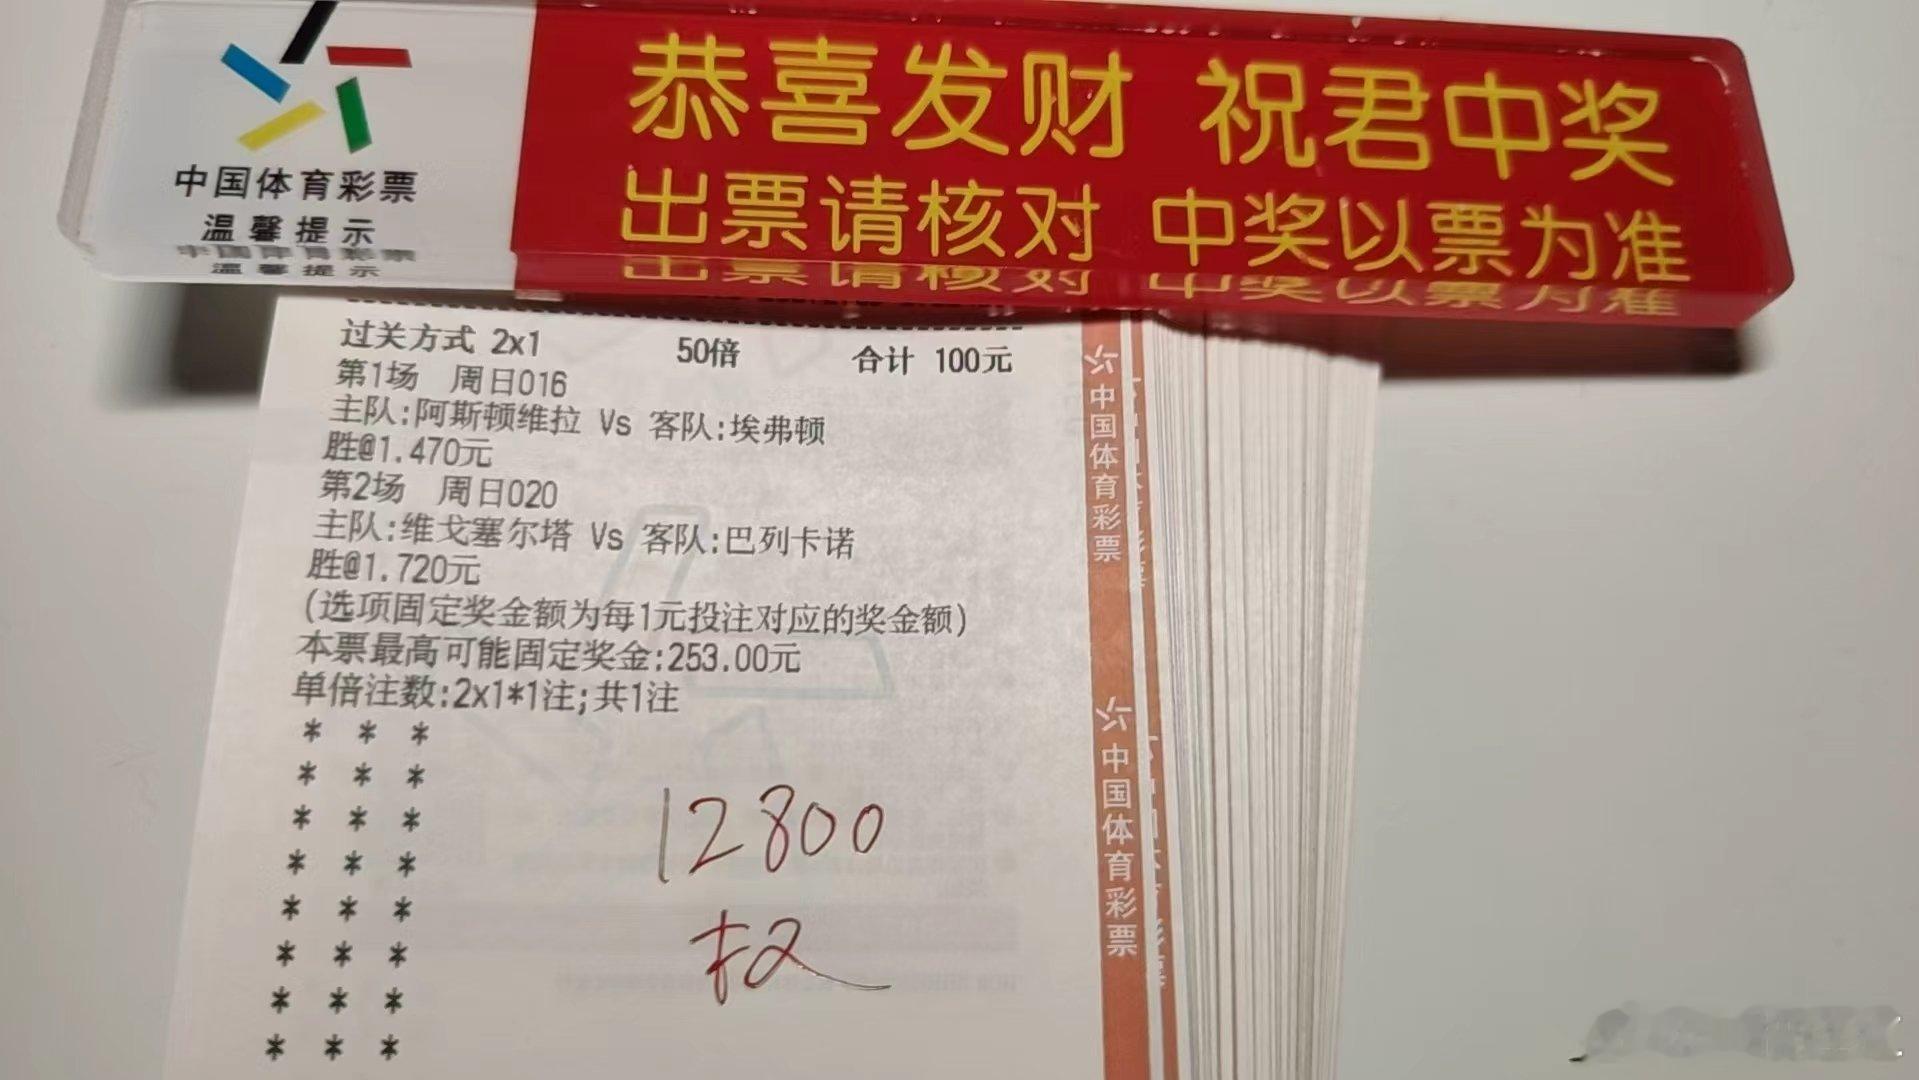 恭喜发财 祝君中奖
出票请核对 中奖以票为准
中国体育彩票
温馨提示
过关方式 2x1 50倍 合计 100元
第1场 周日016
主队:阿斯顿维拉 Vs 客队:埃弗顿
胜@1.470元
第2场 周日020
主队:维戈塞尔塔 Vs 客队:巴列卡诺
胜@1.720元
(选项固定奖金额为每1元投注对应的奖金额)
本票最高可能固定奖金:253.00元
单倍注数:2x1*1注;共1注
* * *
* * *
* * *
* * *
* * *
* * *
* * *
* * *
12800
中国体育彩票
中国体育彩票